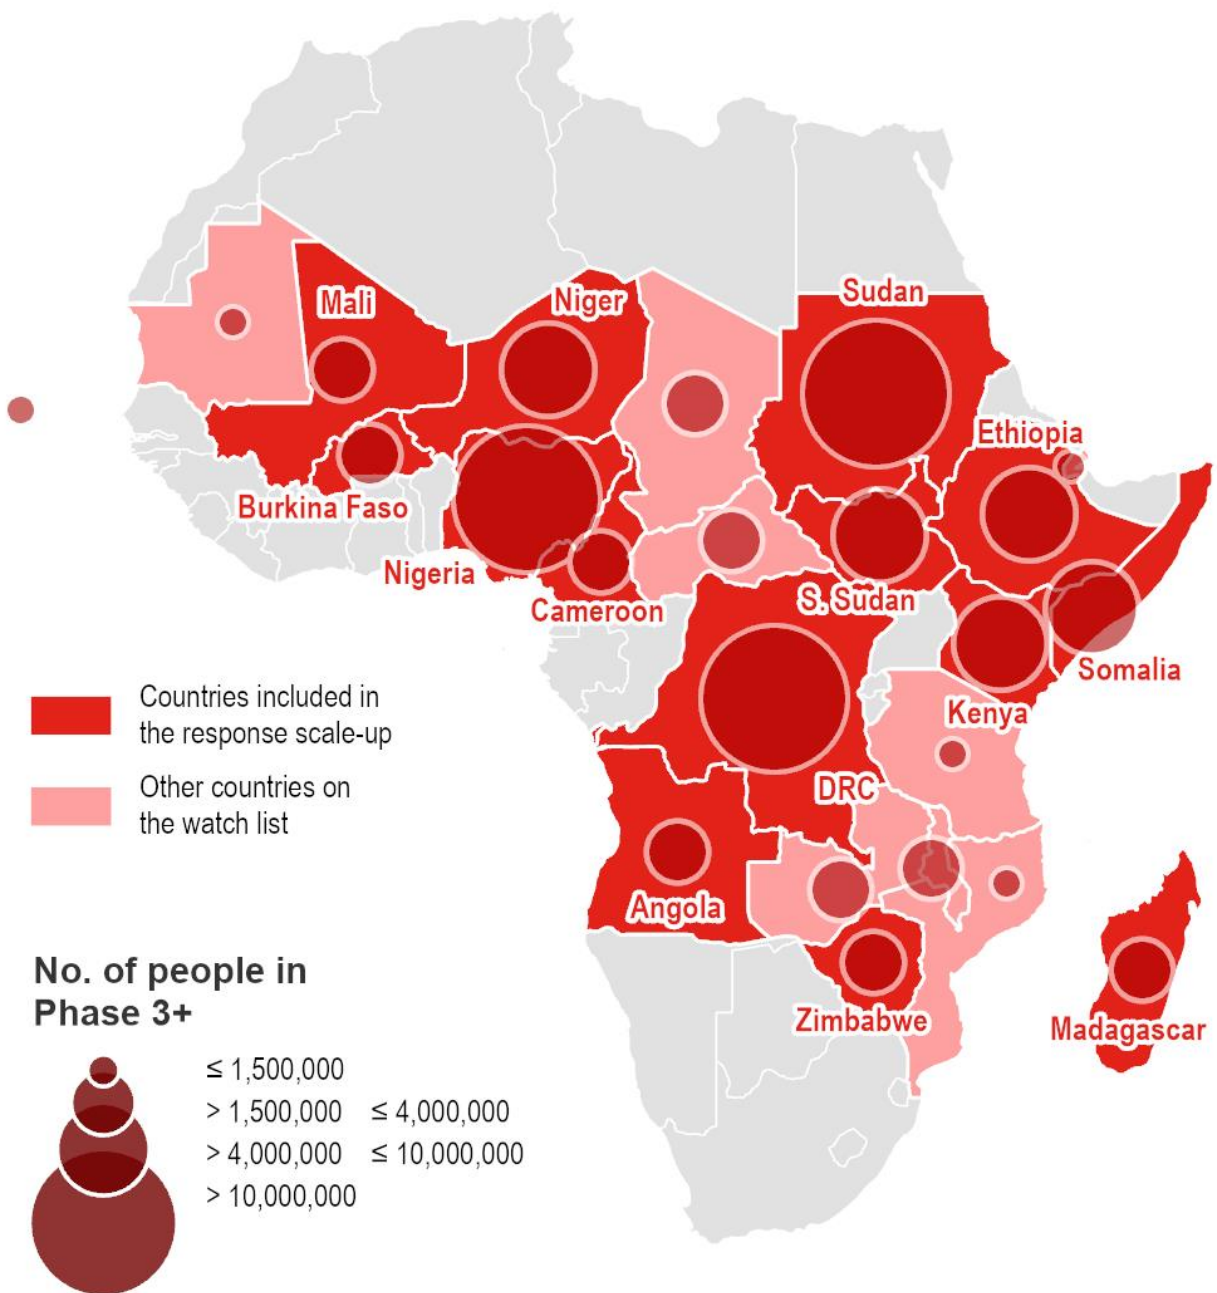 Mali
Niger
Sudan
Ethiopia
Burkina Faso
Nigeria
Cameroon
S. Sudan
Somalia
Kenya
DRC
Angola
Zimbabwe
Madagascar
Countries included in
the response scale-up
Other countries on
the watch list
No. of people in
Phase 3+
≤ 1,500,000
> 1,500,000 ≤ 4,000,000
> 4,000,000 ≤ 10,000,000
> 10,000,000